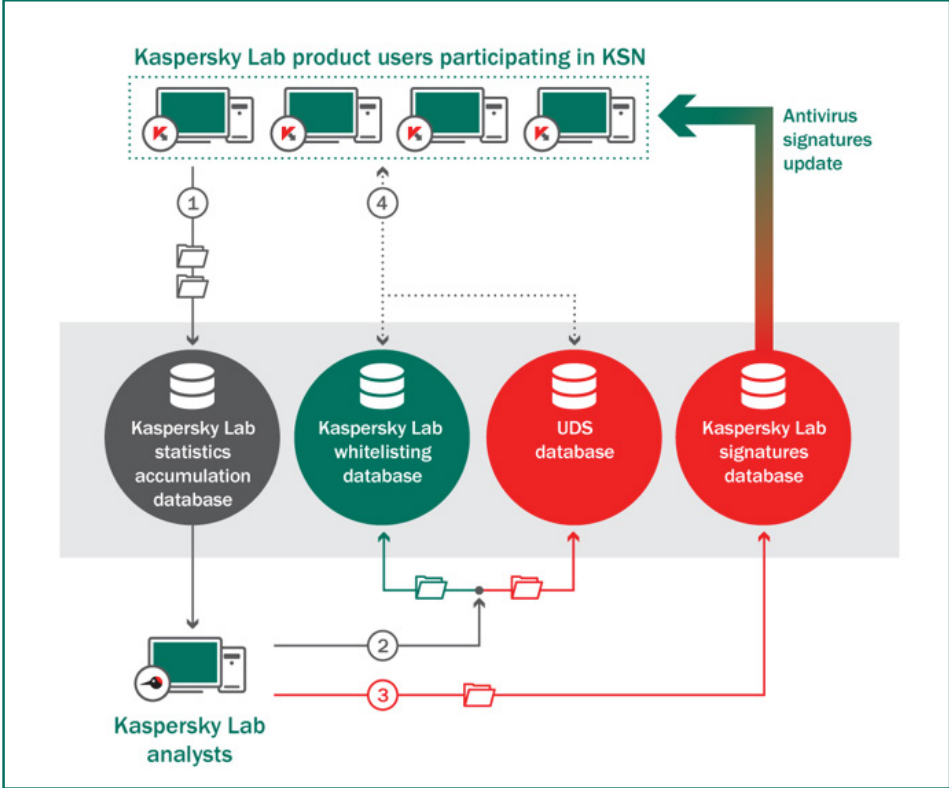 Kaspersky Lab product users participating in KSN
Antivirus
signatures
update
1
4
Kaspersky Lab
statistics
accumulation
database
Kaspersky Lab
whitelisting
database
UDS
database
Kaspersky Lab
signatures
database
2
3
Kaspersky Lab
analysts